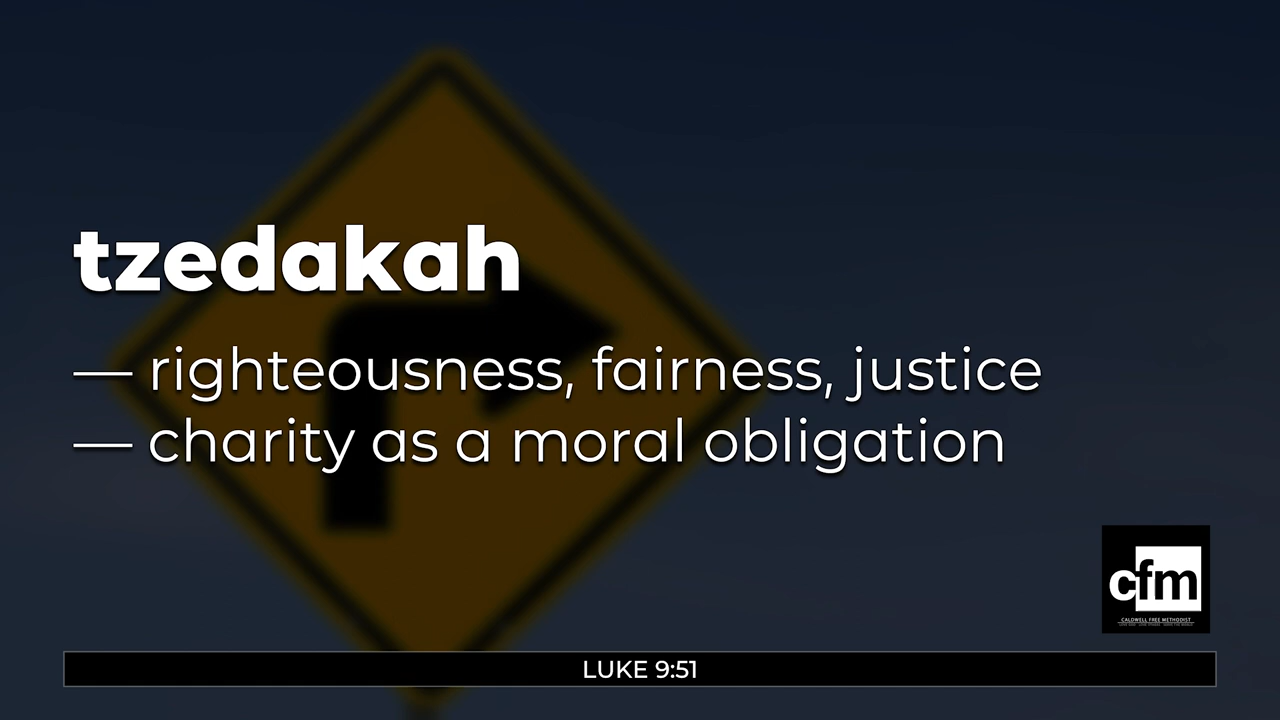 tzedakah
— righteousness, fairness, justice
— charity as a moral obligation
cfm
CALDWELL FREE METHODIST
LUKE 9:51